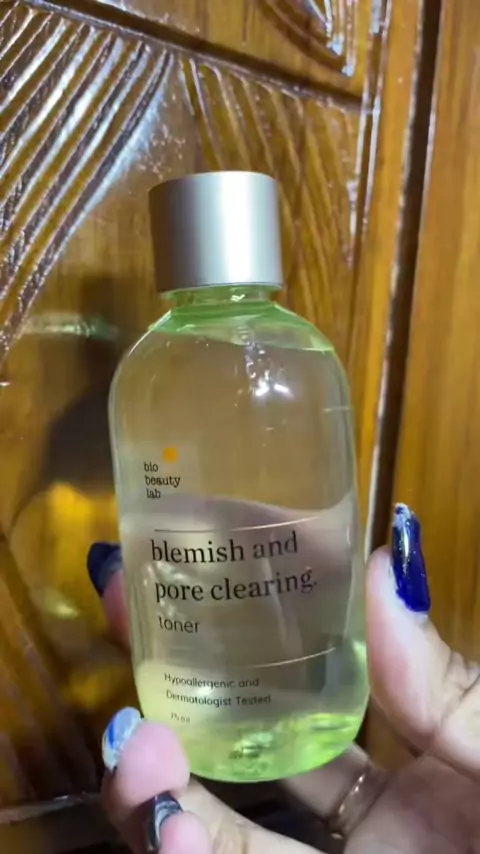 bio
beauty
lab
blemish and
pore clearing.
toner
Hypoallergenic and
Dermatologist Tested